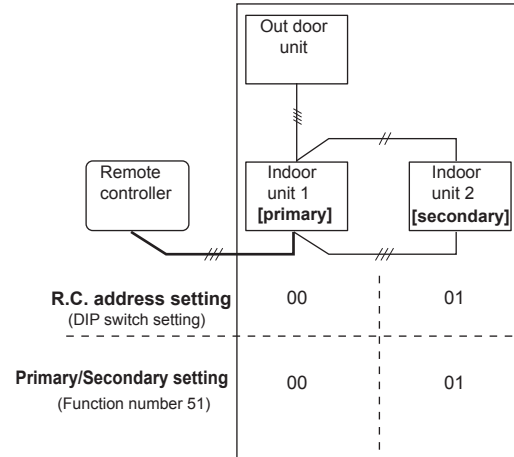 Out door
unit
Remote
controller
Indoor
unit 1
[primary]
Indoor
unit 2
[secondary]
R.C. address setting
(DIP switch setting)
00
01
Primary/Secondary setting
(Function number 51)
00
01